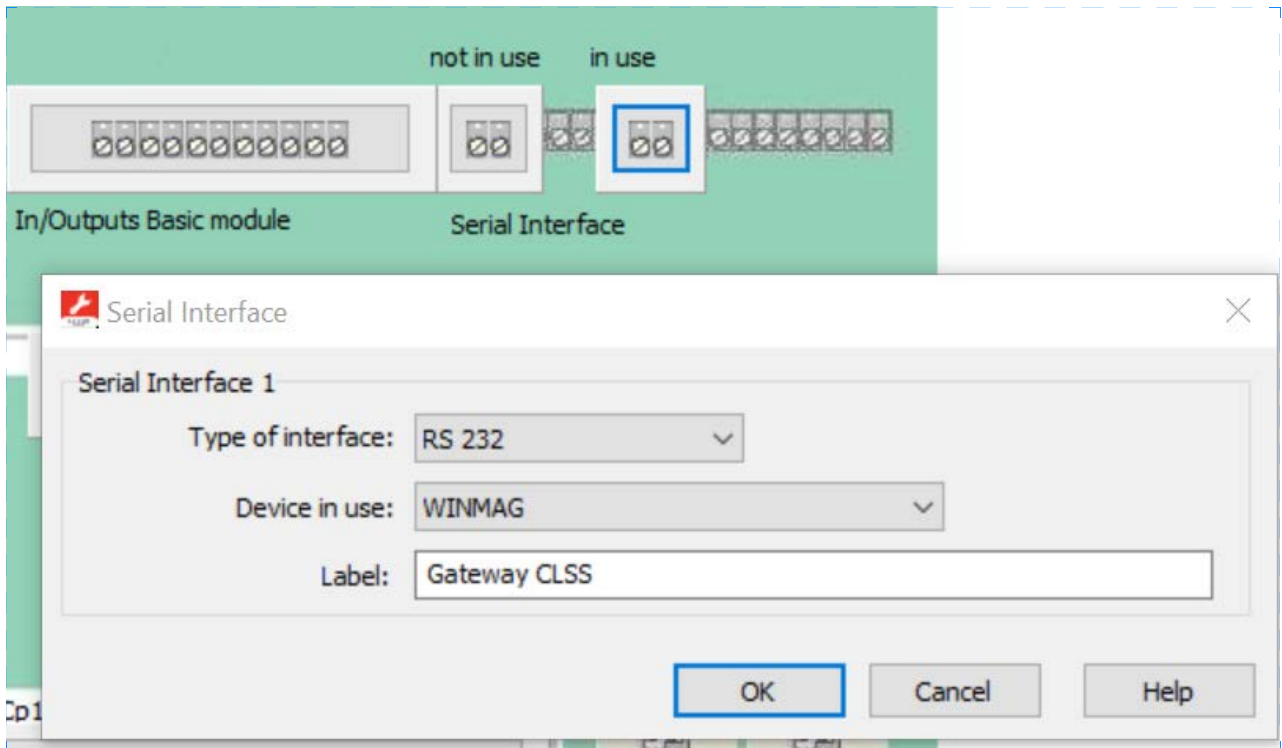 not in use in use
In/Outputs Basic module
Serial Interface
Serial Interface
Serial Interface 1
Type of interface: RS 232
Device in use: WINMAG
Label: Gateway CLSS
OK Cancel Help
Cp1